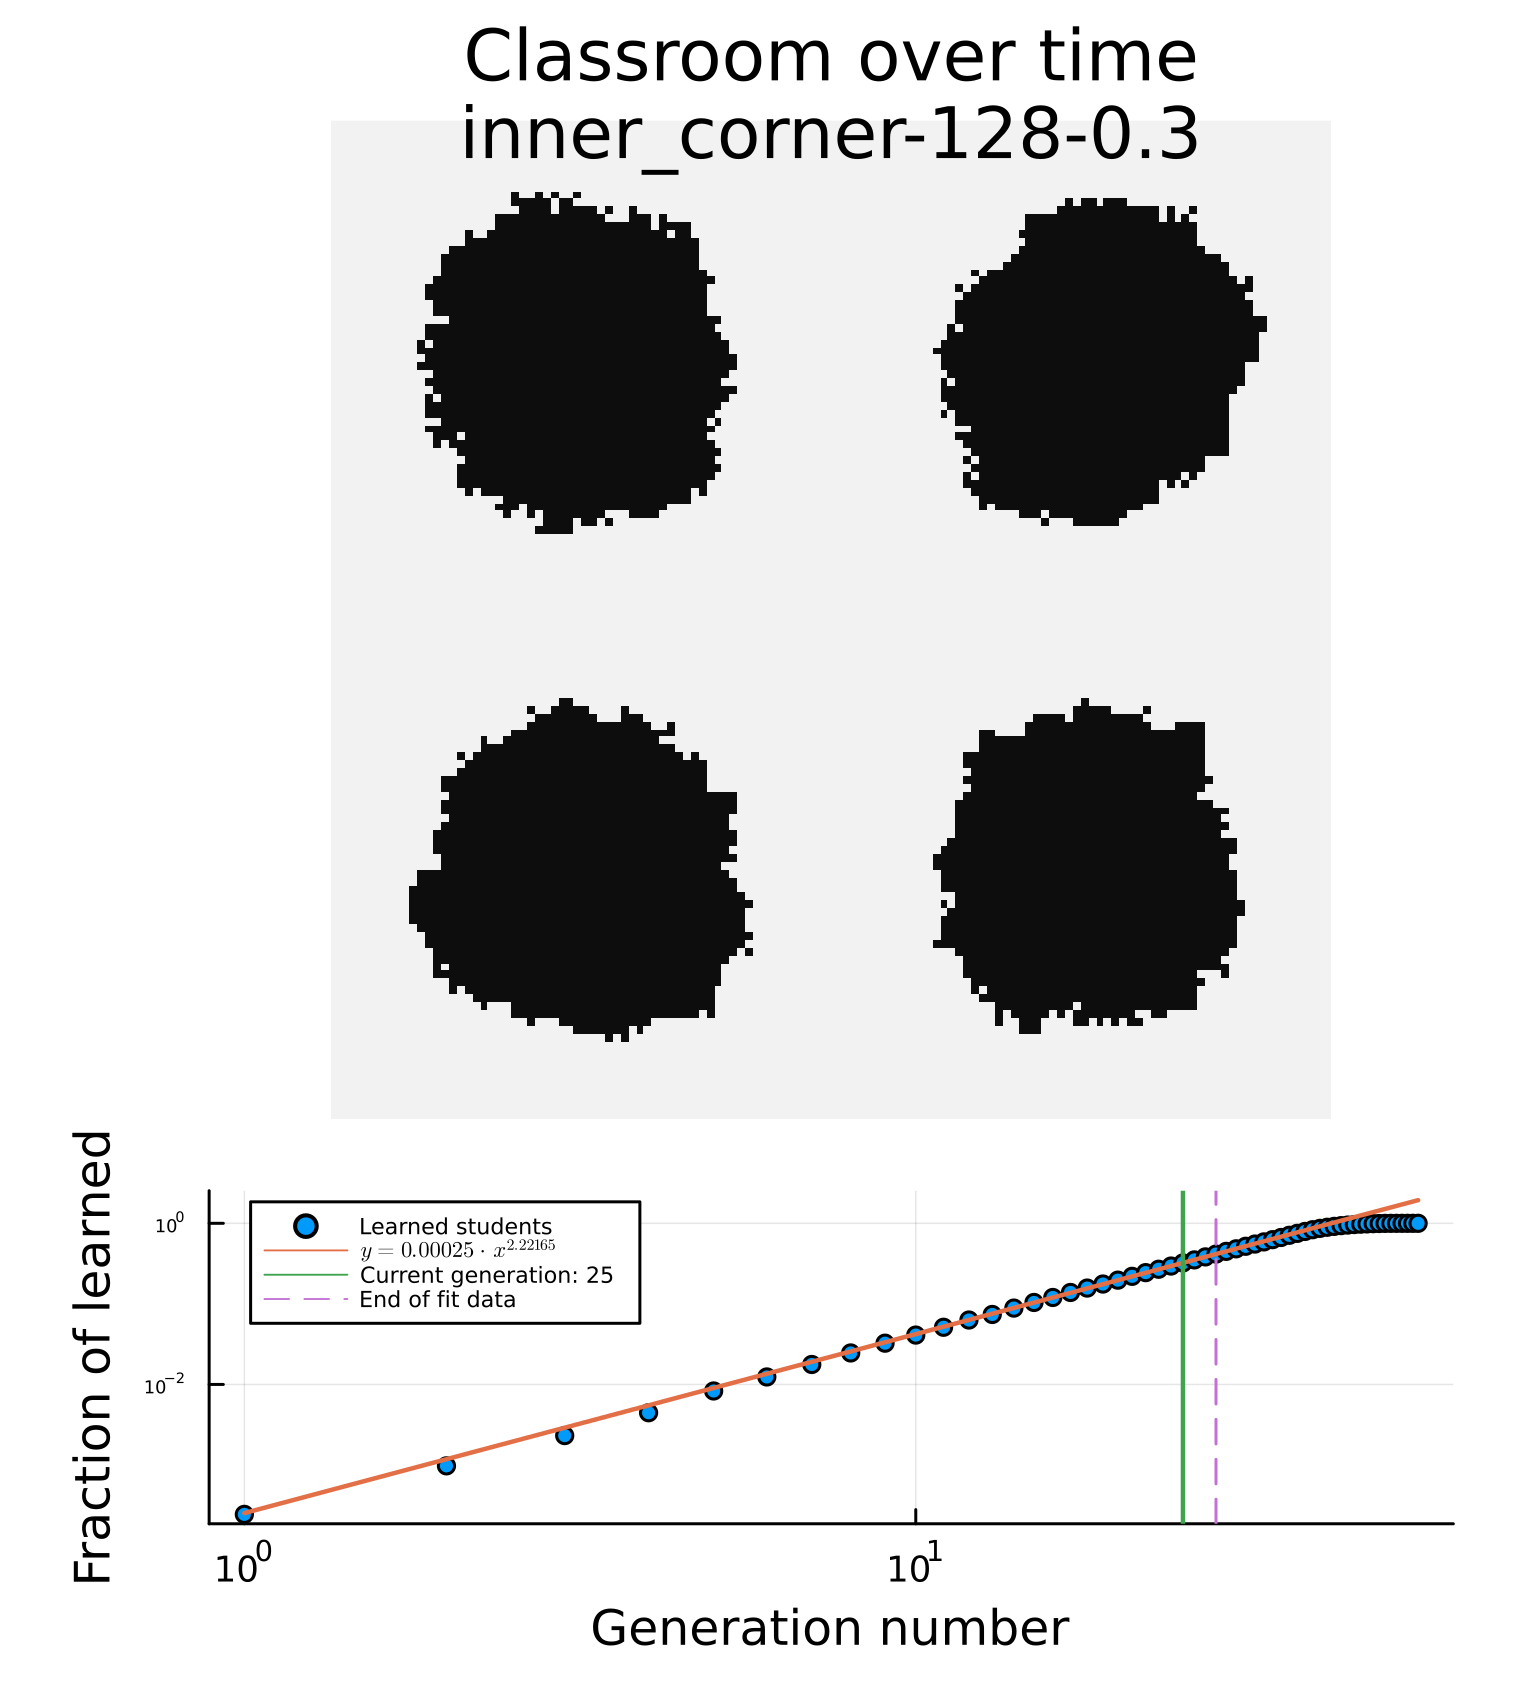 Classroom over time
inner_corner-128-0.3
Fraction of learned
10^0
10^-2
Learned students
y = 0.00025 · x^2.22165
Current generation: 25
End of fit data
10^0
10^1
Generation number